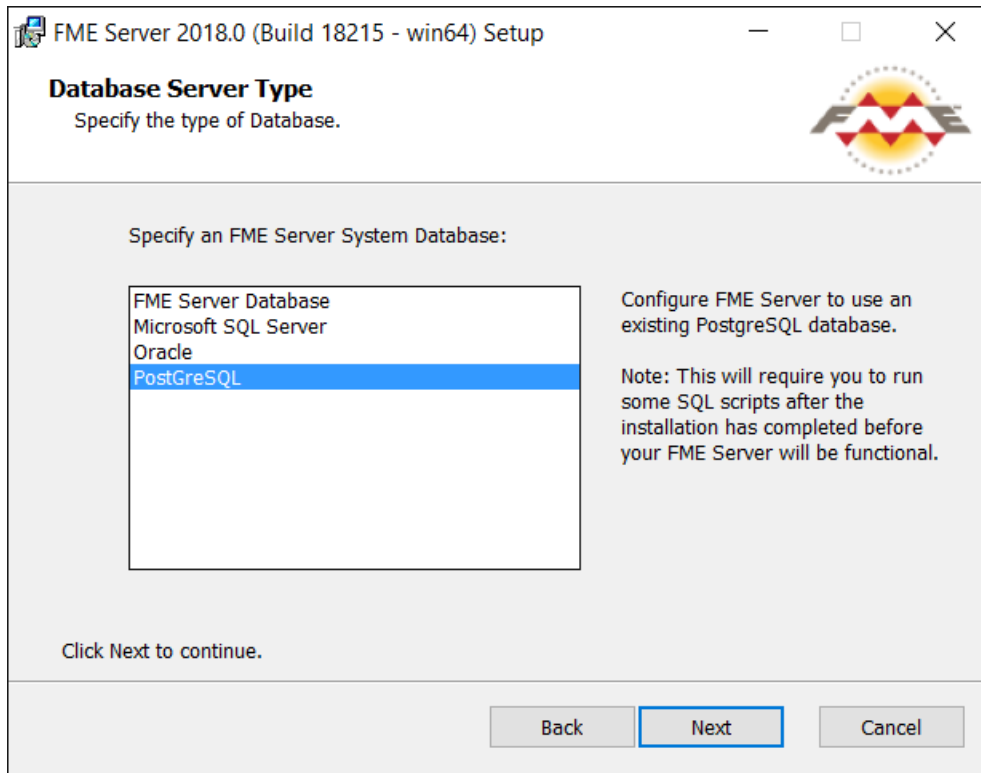 FME Server 2018.0 (Build 18215 - win64) Setup
Database Server Type
Specify the type of Database.
FME
Specify an FME Server System Database:
FME Server Database
Microsoft SQL Server
Oracle
PostGreSQL
Configure FME Server to use an
existing PostgreSQL database.
Note: This will require you to run
some SQL scripts after the
installation has completed before
your FME Server will be functional.
Click Next to continue.
Back
Next
Cancel